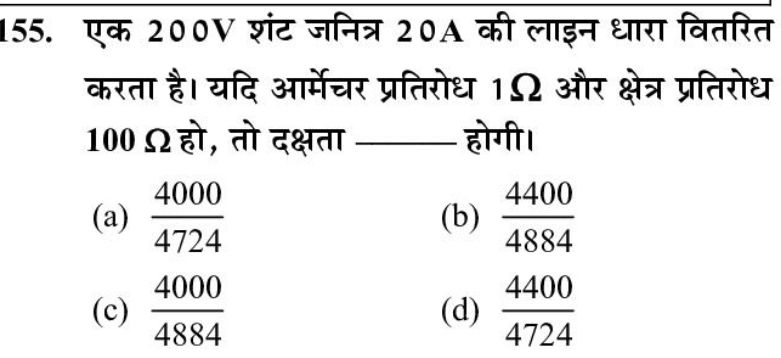 155. एक 200V शंट जनित्र 20A की लाइन धारा वितरित
करता है। यदि आर्मेचर प्रतिरोध 1Ω और क्षेत्र प्रतिरोध
100 Ω हो, तो दक्षता ______ होगी।
(a) 4000/4724 (b) 4400/4884
(c) 4000/4884 (d) 4400/4724